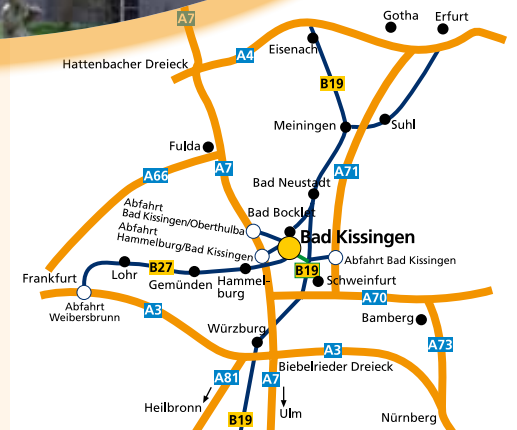 A7
Gotha
Erfurt
Eisenach
A4
Hattenbacher Dreieck
B19
Meiningen
Suhl
Fulda
A66
A7
A71
Bad Neustadt
Abfahrt
Bad Kissingen/Oberthulba
Bad Bocklet
Abfahrt
Hammelburg/Bad Kissingen
Bad Kissingen
Abfahrt Bad Kissingen
Frankfurt
Lohr
B27
Gemünden
Hammel-
burg
B19
Schweinfurt
Abfahrt
Weibersbrunn
A3
A70
Bamberg
Würzburg
A3
A73
Biebelrieder Dreieck
A81
A7
Heilbronn
B19
Ulm
Nürnberg